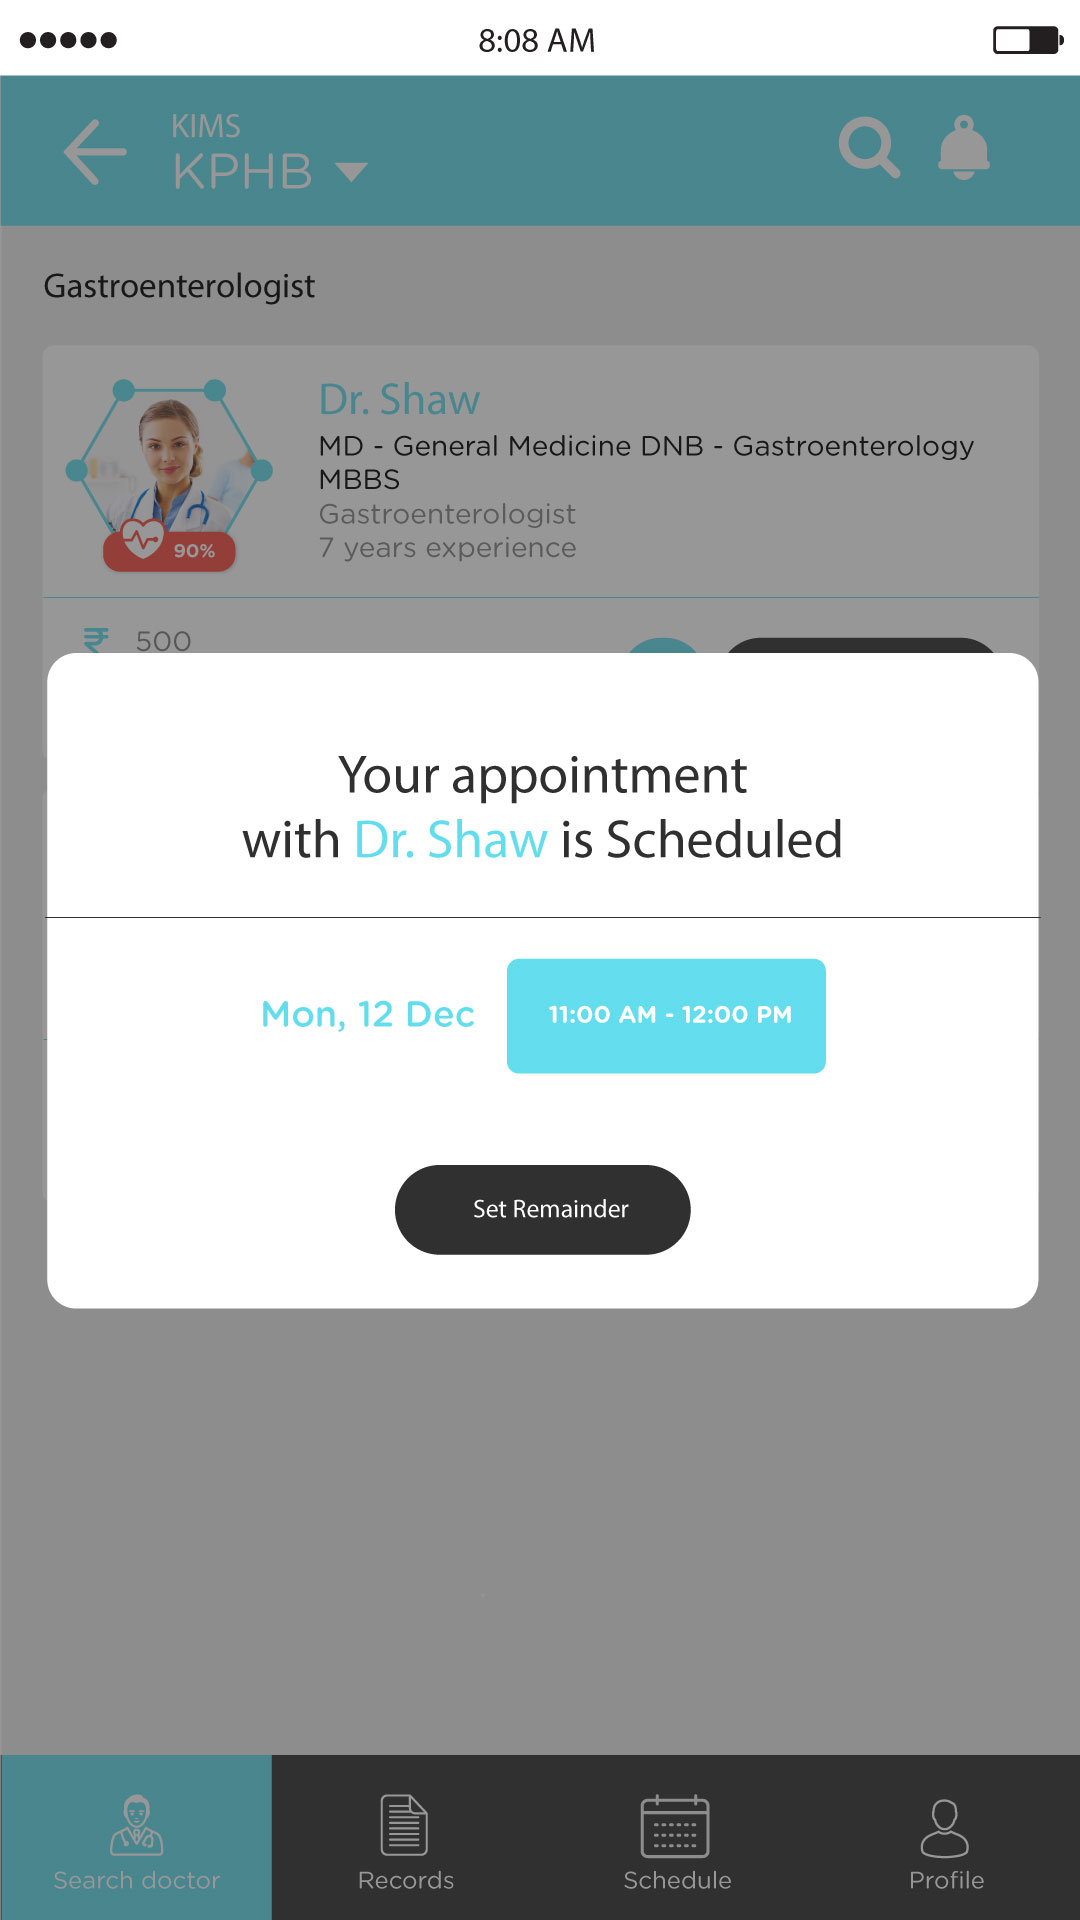 8:08 AM
KIMS
KPHB
Gastroenterologist
Dr. Shaw
MD - General Medicine DNB - Gastroenterology
MBBS
Gastroenterologist
7 years experience
90%
₹ 500
Your appointment
with Dr. Shaw is Scheduled
Mon, 12 Dec
11:00 AM - 12:00 PM
Set Remainder
Search doctor
Records
Schedule
Profile